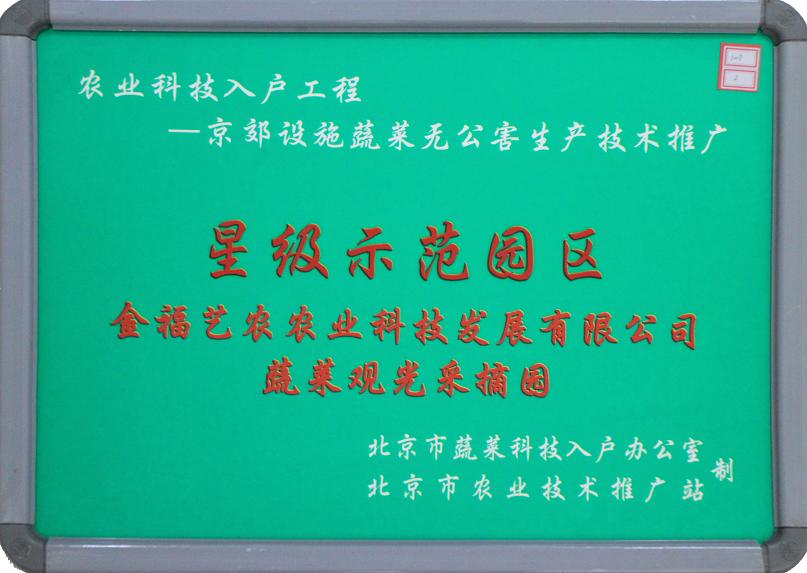 农业科技入户工程
—京郊设施蔬菜无公害生产技术推广
星级示范园区
金福艺农农业科技发展有限公司
蔬菜观光采摘园
北京市蔬菜科技入户办公室
北京市农业技术推广站
制
2